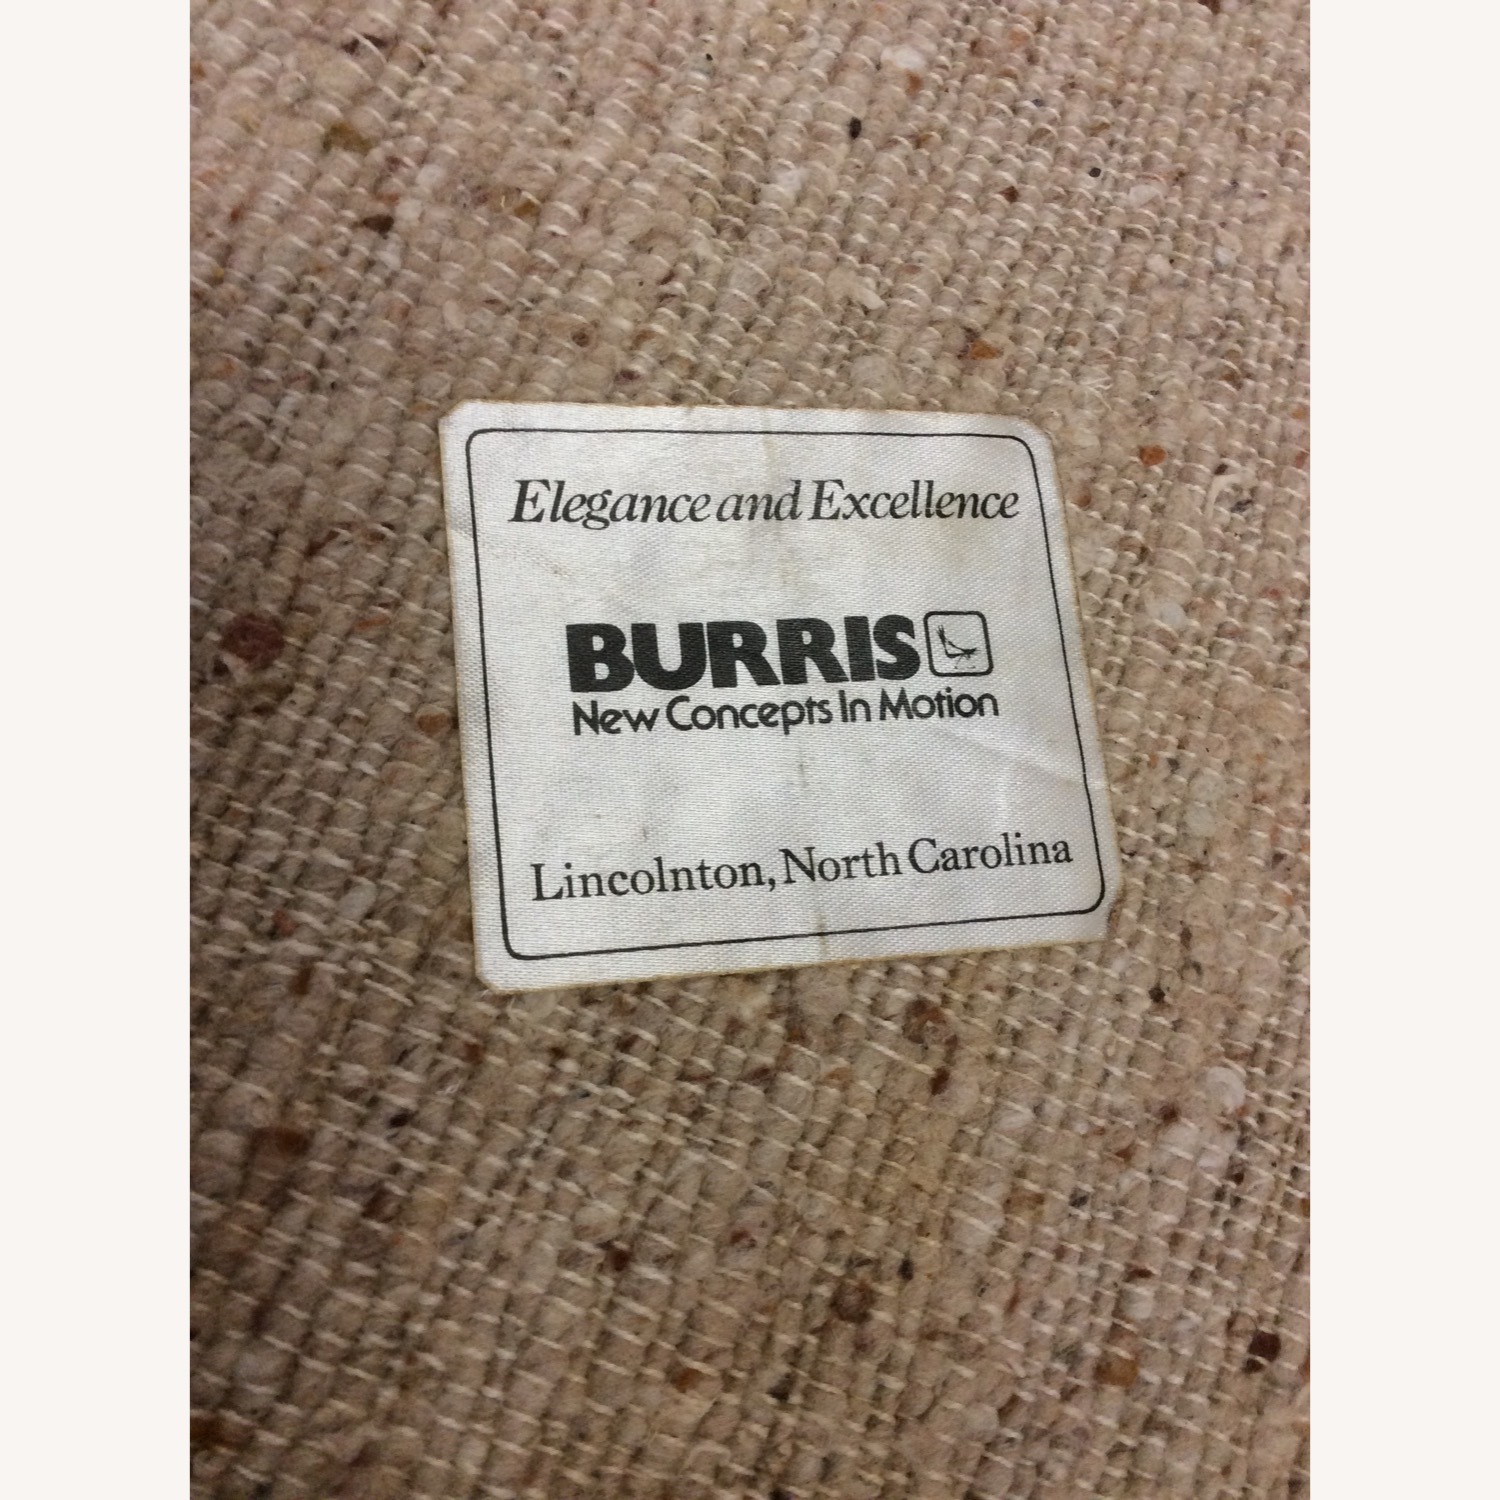 Elegance and Excellence
BURRIS
New Concepts In Motion
Lincolnton, North Carolina